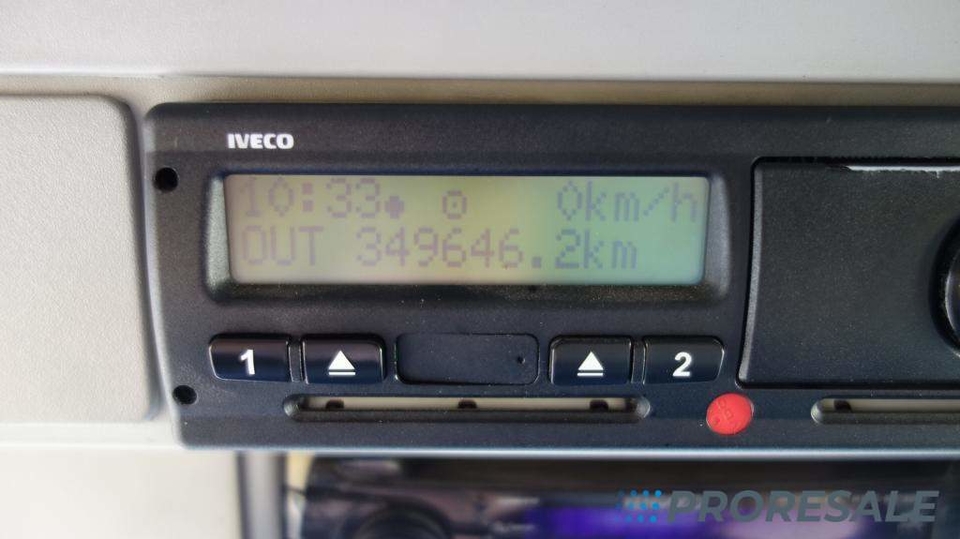 IVECO
10:33 0km/h
OUT 349646.2km
1 2
PRORESALE